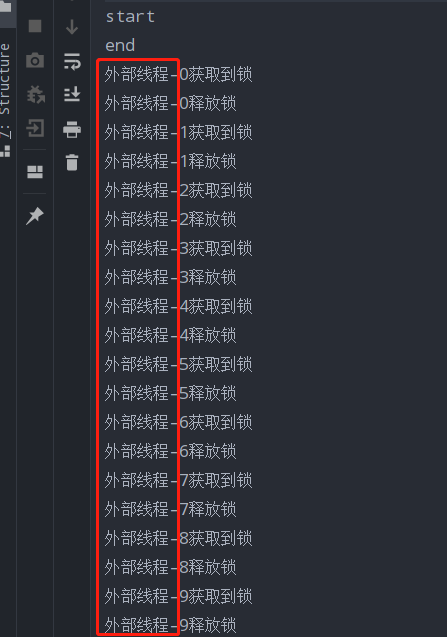 7: Structure
start
end
外部线程-0获取到锁
外部线程-0释放锁
外部线程-1获取到锁
外部线程-1释放锁
外部线程-2获取到锁
外部线程-2释放锁
外部线程-3获取到锁
外部线程-3释放锁
外部线程-4获取到锁
外部线程-4释放锁
外部线程-5获取到锁
外部线程-5释放锁
外部线程-6获取到锁
外部线程-6释放锁
外部线程-7获取到锁
外部线程-7释放锁
外部线程-8获取到锁
外部线程-8释放锁
外部线程-9获取到锁
外部线程-9释放锁